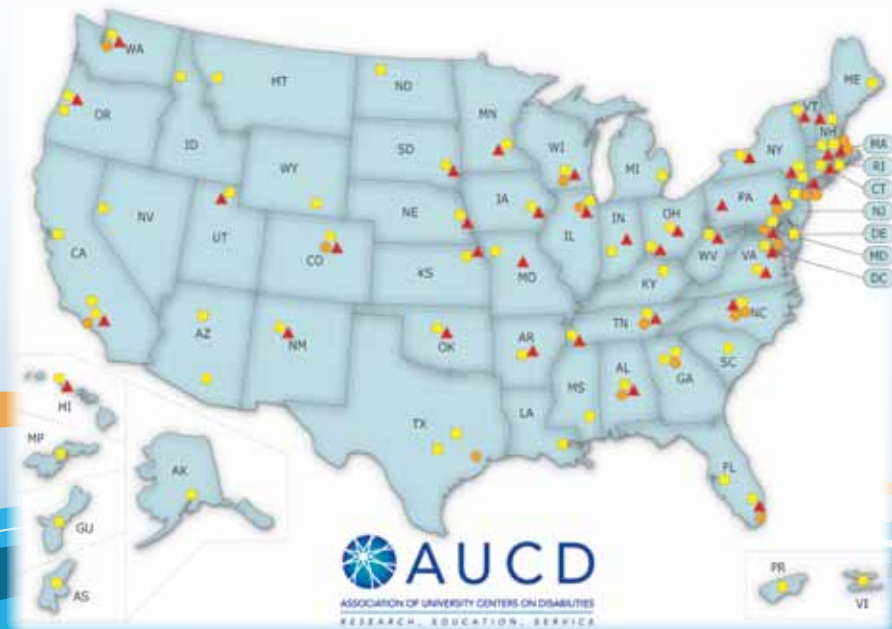 WA
MT
ND
MN
ME
VT
NH
MA
RI
CT
NJ
DE
MD
DC
OR
ID
SD
WI
MI
NY
WY
NE
IA
PA
NV
UT
CO
KS
IL
IN
OH
WV
VA
CA
MO
KY
AZ
NM
OK
AR
TN
NC
SC
TX
LA
MS
AL
GA
FL
HI
MP
GU
AS
AK
PR
VI
AUCD
ASSOCIATION OF UNIVERSITY CENTERS ON DISABILITIES
RESEARCH, EDUCATION, SERVICE